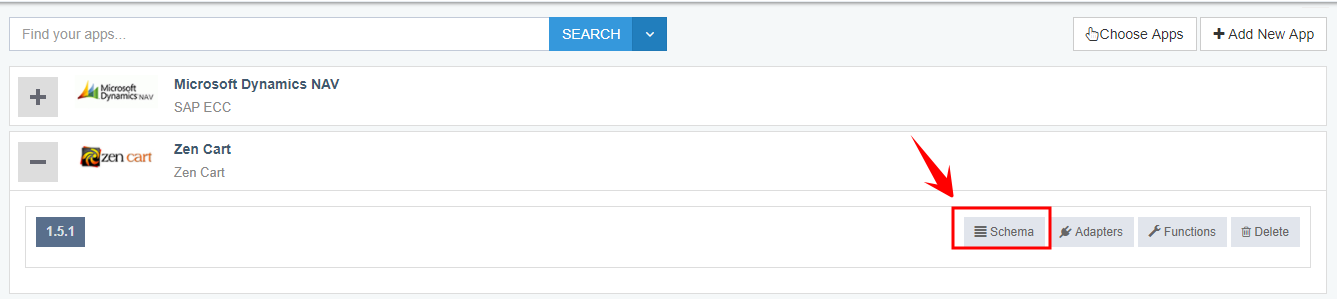 Find your apps... SEARCH Choose Apps Add New App
Microsoft Dynamics NAV
Microsoft Dynamics NAV
SAP ECC
zen cart
Zen Cart
Zen Cart
1.5.1 Schema Adapters Functions Delete